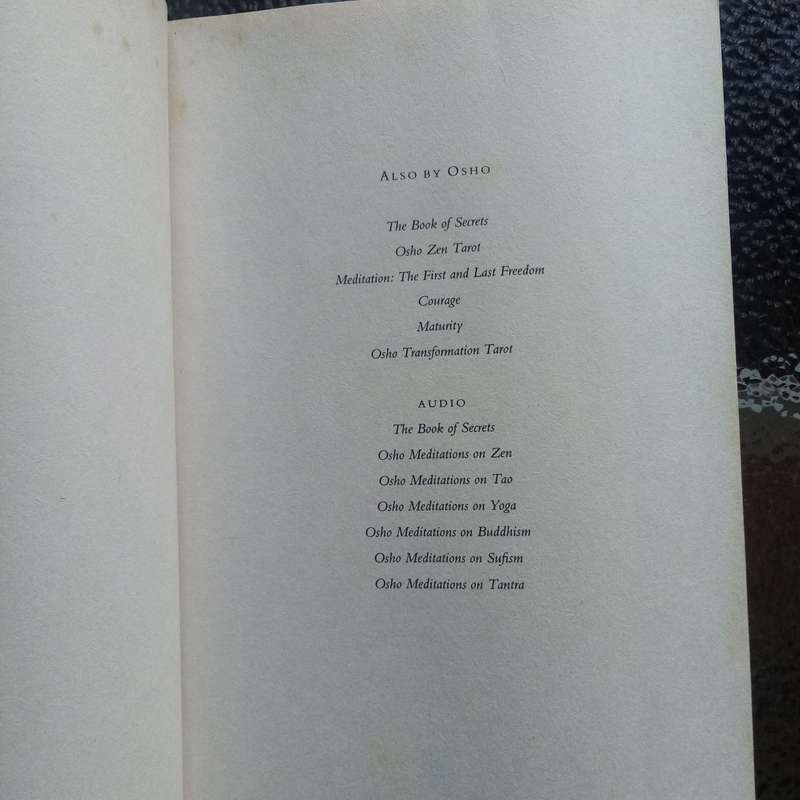 ALSO BY OSHO
The Book of Secrets
Osho Zen Tarot
Meditation: The First and Last Freedom
Courage
Maturity
Osho Transformation Tarot
AUDIO
The Book of Secrets
Osho Meditations on Zen
Osho Meditations on Tao
Osho Meditations on Yoga
Osho Meditations on Buddhism
Osho Meditations on Sufism
Osho Meditations on Tantra